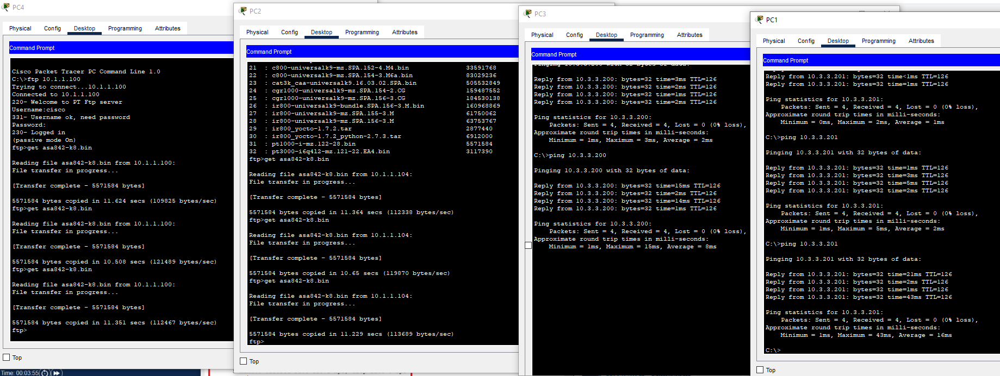 PC4
Physical Config Desktop Programming Attributes
Command Prompt
Cisco Packet Tracer PC Command Line 1.0
C:\>ftp 10.1.1.100
Trying to connect...10.1.1.100
Connected to 10.1.1.100
220- Welcome to PT Ftp server
Username:cisco
331- Username ok, need password
Password:
230- Logged in
(passive mode On)
ftp>get asa842-k8.bin
Reading file asa842-k8.bin from 10.1.1.100:
File transfer in progress...
[Transfer complete - 5571584 bytes]
5571584 bytes copied in 11.624 secs (109825 bytes/sec)
ftp>get asa842-k8.bin
Reading file asa842-k8.bin from 10.1.1.100:
File transfer in progress...
[Transfer complete - 5571584 bytes]
5571584 bytes copied in 10.508 secs (121489 bytes/sec)
ftp>get asa842-k8.bin
Reading file asa842-k8.bin from 10.1.1.100:
File transfer in progress...
[Transfer complete - 5571584 bytes]
5571584 bytes copied in 11.351 secs (112467 bytes/sec)
ftp>
Top
Time: 00:03:55
PC2
Physical Config Desktop Programming Attributes
Command Prompt
21 : c800-universalk9-mz.SPA.152-4.M4.bin 33591768
22 : c800-universalk9-mz.SPA.154-3.M6a.bin 83029236
23 : cat3k_caa-universalk9.16.03.02.SPA.bin 505532849
24 : cgr1000-universalk9-mz.SPA.154-2.CG 159487552
25 : cgr1000-universalk9-mz.SPA.156-3.CG 184530138
26 : ir800-universalk9-bundle.SPA.156-3.M.bin 160968869
27 : ir800-universalk9-mz.SPA.155-3.M 61750062
28 : ir800-universalk9-mz.SPA.156-3.M 63753767
29 : ir800_yocto-1.7.2.tar 2877440
30 : ir800_yocto-1.7.2_python-2.7.3.tar 6912000
31 : pt1000-i-mz.122-28.bin 5571584
32 : pt3000-i6q4l2-mz.121-22.EA4.bin 3117390
ftp>get asa842-k8.bin
Reading file asa842-k8.bin from 10.1.1.104:
File transfer in progress...
[Transfer complete - 5571584 bytes]
5571584 bytes copied in 11.364 secs (112338 bytes/sec)
ftp>get asa842-k8.bin
Reading file asa842-k8.bin from 10.1.1.104:
File transfer in progress...
[Transfer complete - 5571584 bytes]
5571584 bytes copied in 10.65 secs (119870 bytes/sec)
ftp>get asa842-k8.bin
Reading file asa842-k8.bin from 10.1.1.104:
File transfer in progress...
[Transfer complete - 5571584 bytes]
5571584 bytes copied in 11.229 secs (113689 bytes/sec)
ftp>
Top
PC3
Physical Config Desktop Programming Attributes
Command Prompt
Pinging 10.3.3.200 with 32 bytes of data:
Reply from 10.3.3.200: bytes=32 time=3ms TTL=126
Reply from 10.3.3.200: bytes=32 time=1ms TTL=126
Reply from 10.3.3.200: bytes=32 time=1ms TTL=126
Reply from 10.3.3.200: bytes=32 time=2ms TTL=126
Ping statistics for 10.3.3.200:
Packets: Sent = 4, Received = 4, Lost = 0 (0% loss),
Approximate round trip times in milli-seconds:
Minimum = 1ms, Maximum = 3ms, Average = 2ms
C:\>ping 10.3.3.200
Pinging 10.3.3.200 with 32 bytes of data:
Reply from 10.3.3.200: bytes=32 time=15ms TTL=126
Reply from 10.3.3.200: bytes=32 time=2ms TTL=126
Reply from 10.3.3.200: bytes=32 time=14ms TTL=126
Reply from 10.3.3.200: bytes=32 time=1ms TTL=126
Ping statistics for 10.3.3.200:
Packets: Sent = 4, Received = 4, Lost = 0 (0% loss),
Approximate round trip times in milli-seconds:
Minimum = 1ms, Maximum = 15ms, Average = 8ms
PC1
Physical Config Desktop Programming Attributes
Command Prompt
Reply from 10.3.3.201: bytes=32 time<1ms TTL=126
Reply from 10.3.3.201: bytes=32 time=1ms TTL=126
Ping statistics for 10.3.3.201:
Packets: Sent = 4, Received = 4, Lost = 0 (0% loss),
Approximate round trip times in milli-seconds:
Minimum = 0ms, Maximum = 2ms, Average = 1ms
C:\>ping 10.3.3.201
Pinging 10.3.3.201 with 32 bytes of data:
Reply from 10.3.3.201: bytes=32 time=1ms TTL=126
Reply from 10.3.3.201: bytes=32 time=3ms TTL=126
Reply from 10.3.3.201: bytes=32 time=5ms TTL=126
Reply from 10.3.3.201: bytes=32 time=2ms TTL=126
Ping statistics for 10.3.3.201:
Packets: Sent = 4, Received = 4, Lost = 0 (0% loss),
Approximate round trip times in milli-seconds:
Minimum = 1ms, Maximum = 5ms, Average = 2ms
C:\>ping 10.3.3.201
Pinging 10.3.3.201 with 32 bytes of data:
Reply from 10.3.3.201: bytes=32 time=21ms TTL=126
Reply from 10.3.3.201: bytes=32 time=2ms TTL=126
Reply from 10.3.3.201: bytes=32 time=1ms TTL=126
Reply from 10.3.3.201: bytes=32 time=43ms TTL=126
Ping statistics for 10.3.3.201:
Packets: Sent = 4, Received = 4, Lost = 0 (0% loss),
Approximate round trip times in milli-seconds:
Minimum = 1ms, Maximum = 43ms, Average = 16ms
C:\>
Top